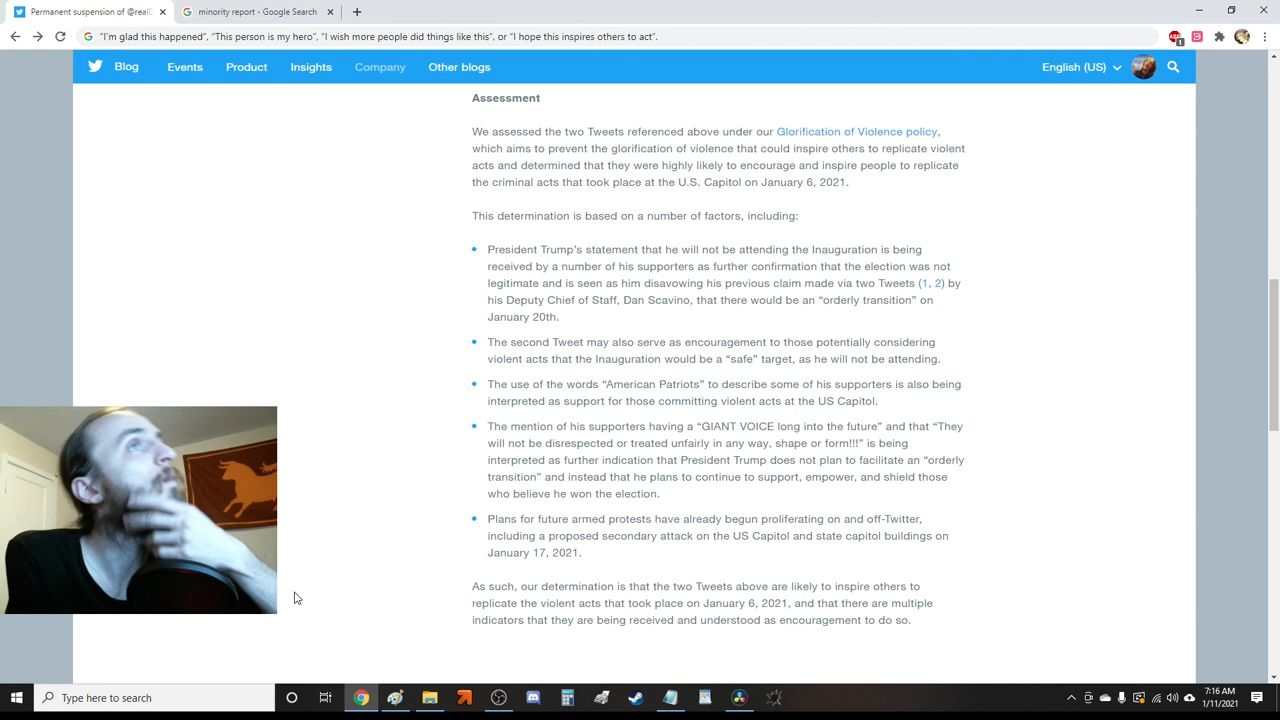 Permanent suspension of @reall
minority report - Google Search
"I'm glad this happened", "This person is my hero", "I wish more people did things like this", or "I hope this inspires others to act".
1
Blog
Events
Product
Insights
Company
Other blogs
English (US)
Assessment
We assessed the two Tweets referenced above under our Glorification of Violence policy,
which aims to prevent the glorification of violence that could inspire others to replicate violent
acts and determined that they were highly likely to encourage and inspire people to replicate
the criminal acts that took place at the U.S. Capitol on January 6, 2021.
This determination is based on a number of factors, including:
President Trump's statement that he will not be attending the Inauguration is being
received by a number of his supporters as further confirmation that the election was not
legitimate and is seen as him disavowing his previous claim made via two Tweets (1, 2) by
his Deputy Chief of Staff, Dan Scavino, that there would be an "orderly transition" on
January 20th.
The second Tweet may also serve as encouragement to those potentially considering
violent acts that the Inauguration would be a "safe" target, as he will not be attending.
The use of the words "American Patriots" to describe some of his supporters is also being
interpreted as support for those committing violent acts at the US Capitol.
The mention of his supporters having a "GIANT VOICE long into the future" and that "They
will not be disrespected or treated unfairly in any way, shape or form!!!" is being
interpreted as further indication that President Trump does not plan to facilitate an "orderly
transition" and instead that he plans to continue to support, empower, and shield those
who believe he won the election.
Plans for future armed protests have already begun proliferating on and off-Twitter,
including a proposed secondary attack on the US Capitol and state capitol buildings on
January 17, 2021.
As such, our determination is that the two Tweets above are likely to inspire others to
replicate the violent acts that took place on January 6, 2021, and that there are multiple
indicators that they are being received and understood as encouragement to do so.
Type here to search
7:16 AM
1/11/2021